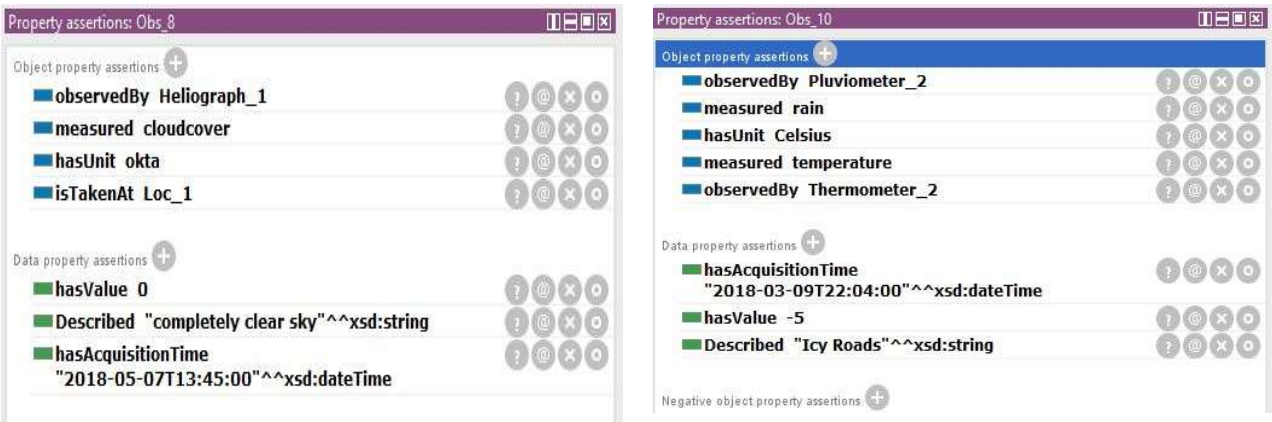 Property assertions: Obs_8
Object property assertions
observedBy Heliograph_1
measured cloudcover
hasUnit okta
isTakenAt Loc_1
Data property assertions
hasValue 0
Described "completely clear sky"^^xsd:string
hasAcquisitionTime
"2018-05-07T13:45:00"^^xsd:dateTime
Property assertions: Obs_10
Object property assertions
observedBy Pluviometer_2
measured rain
hasUnit Celsius
measured temperature
observedBy Thermometer_2
Data property assertions
hasAcquisitionTime
"2018-03-09T22:04:00"^^xsd:dateTime
hasValue -5
Described "Icy Roads"^^xsd:string
Negative object property assertions